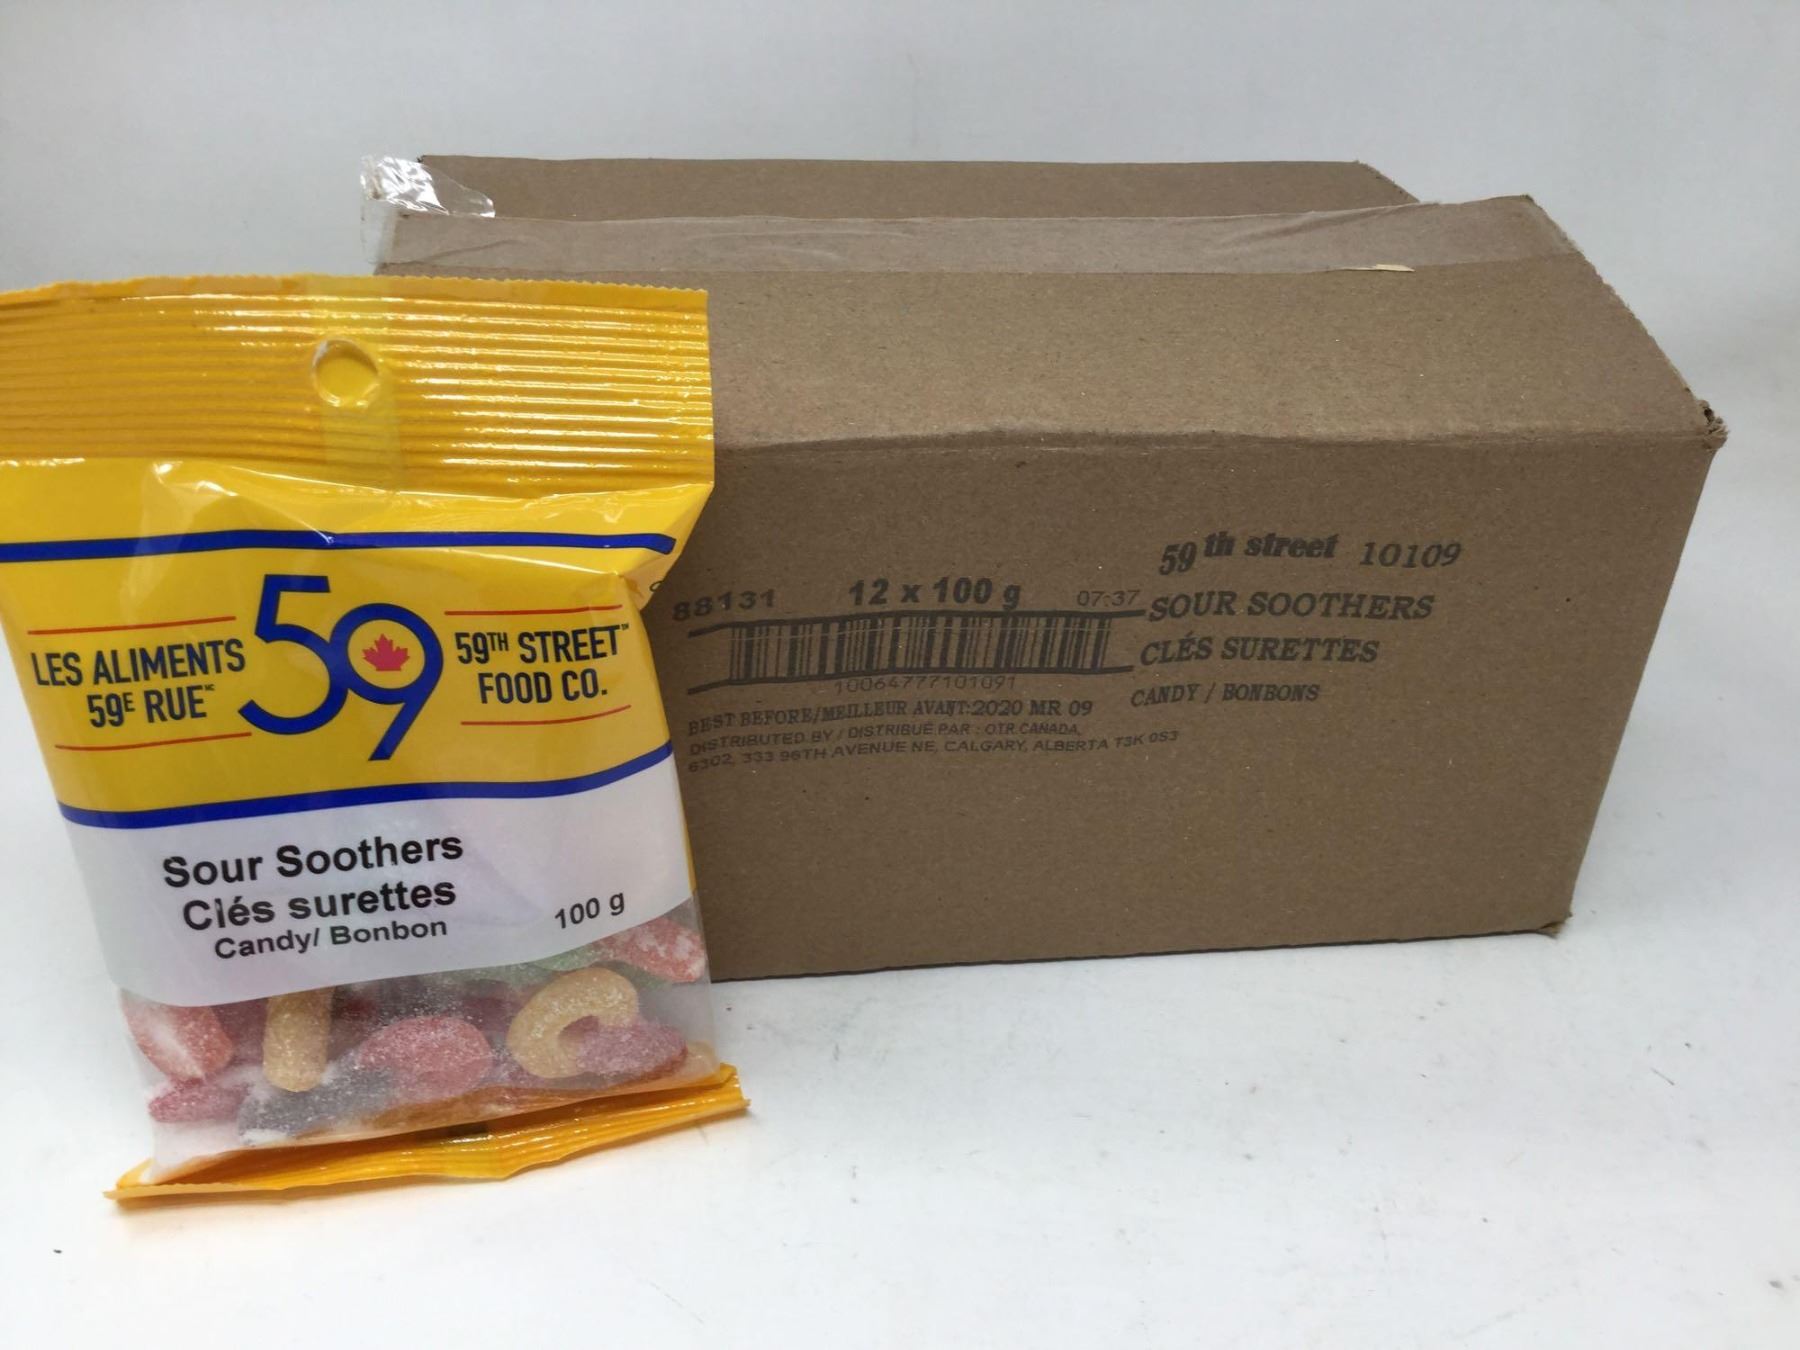 LES ALIMENTS
59E RUE MC
59
59TH STREET™
FOOD CO.
Sour Soothers
Clés surettes
Candy/ Bonbon
100 g
88131 12 x 100 g 07:37
10064777101091
BEST BEFORE/MEILLEUR AVANT:2020 MR 09
DISTRIBUTED BY / DISTRIBUÉ PAR : OTR CANADA,
6302, 333 96TH AVENUE NE, CALGARY, ALBERTA T3K 0S3
59 th street 10109
SOUR SOOTHERS
CLÉS SURETTES
CANDY / BONBONS